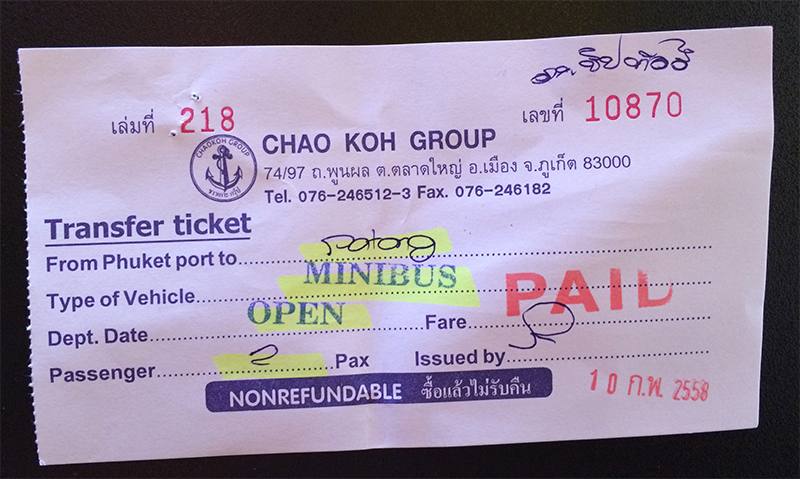 เล่มที่ 218 เลขที่ 10870
CHAOKOH GROUP
CHAO KOH GROUP
74/97 ถ.พูนผล ต.ตลาดใหญ่ อ.เมือง จ.ภูเก็ต 83000
Tel. 076-246512-3 Fax. 076-246182
Transfer ticket
From Phuket port to Patong
Type of Vehicle MINIBUS
PAID
Dept. Date OPEN Fare
Passenger 2 Pax Issued by
NONREFUNDABLE ซื้อแล้วไม่รับคืน
10 ก.พ. 2558